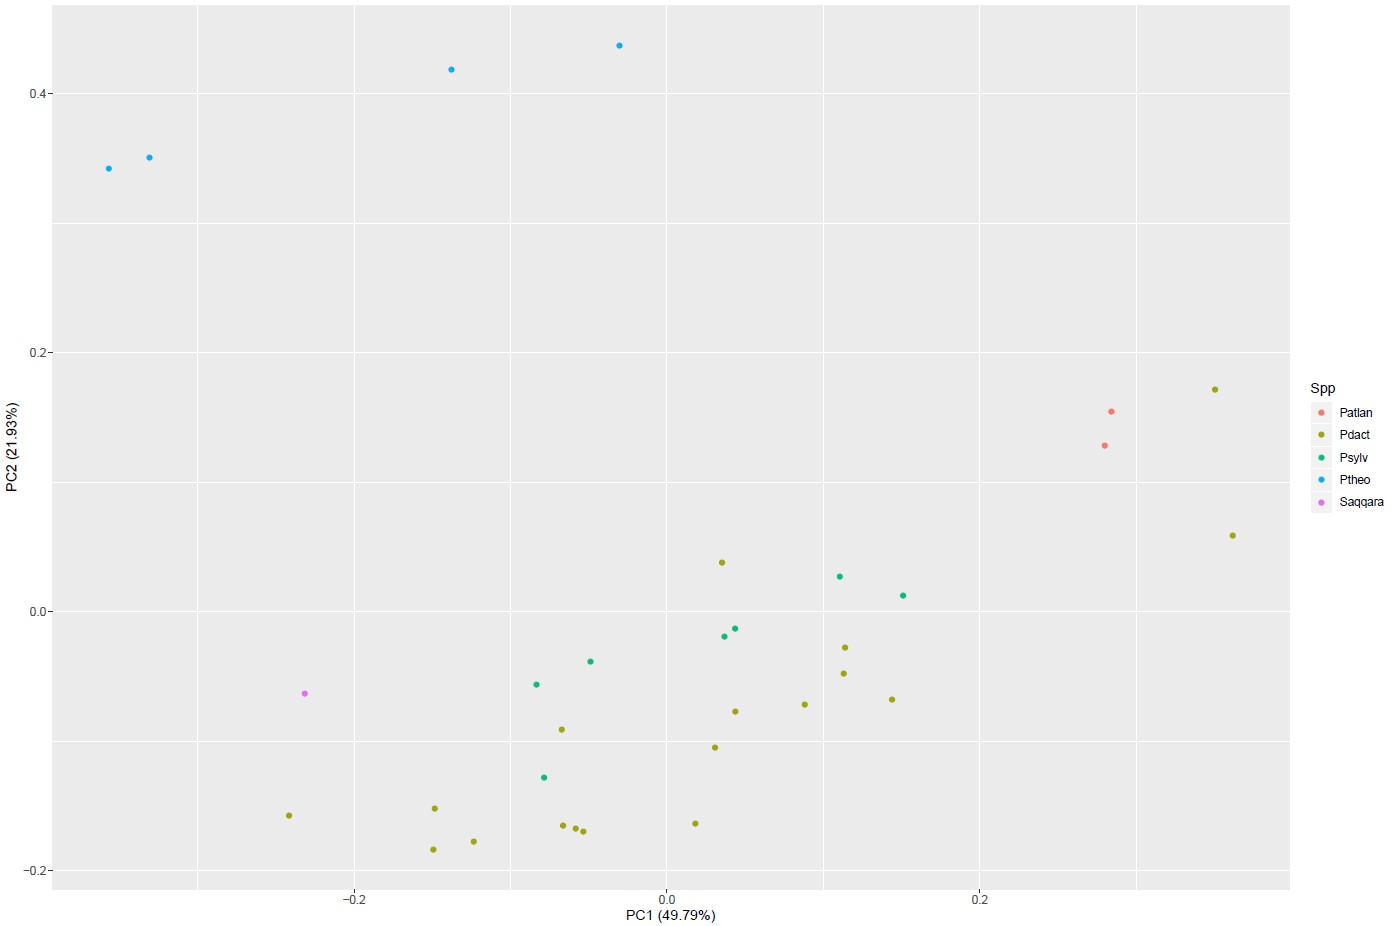 0.4
0.2
0.0
−0.2
−0.2
0.0
0.2
PC1 (49.79%)
PC2 (21.93%)
Spp
Patlan
Pdact
Psylv
Ptheo
Saqqara